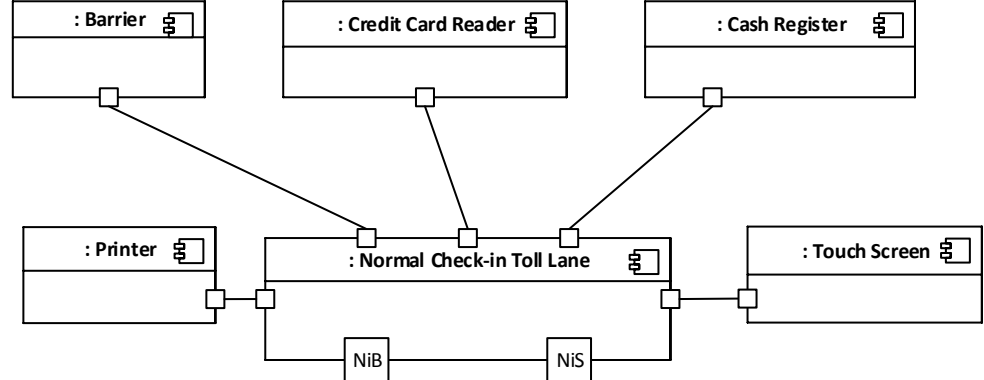 : Barrier
: Credit Card Reader
: Cash Register
: Printer
: Normal Check-in Toll Lane
: Touch Screen
NiB
NiS